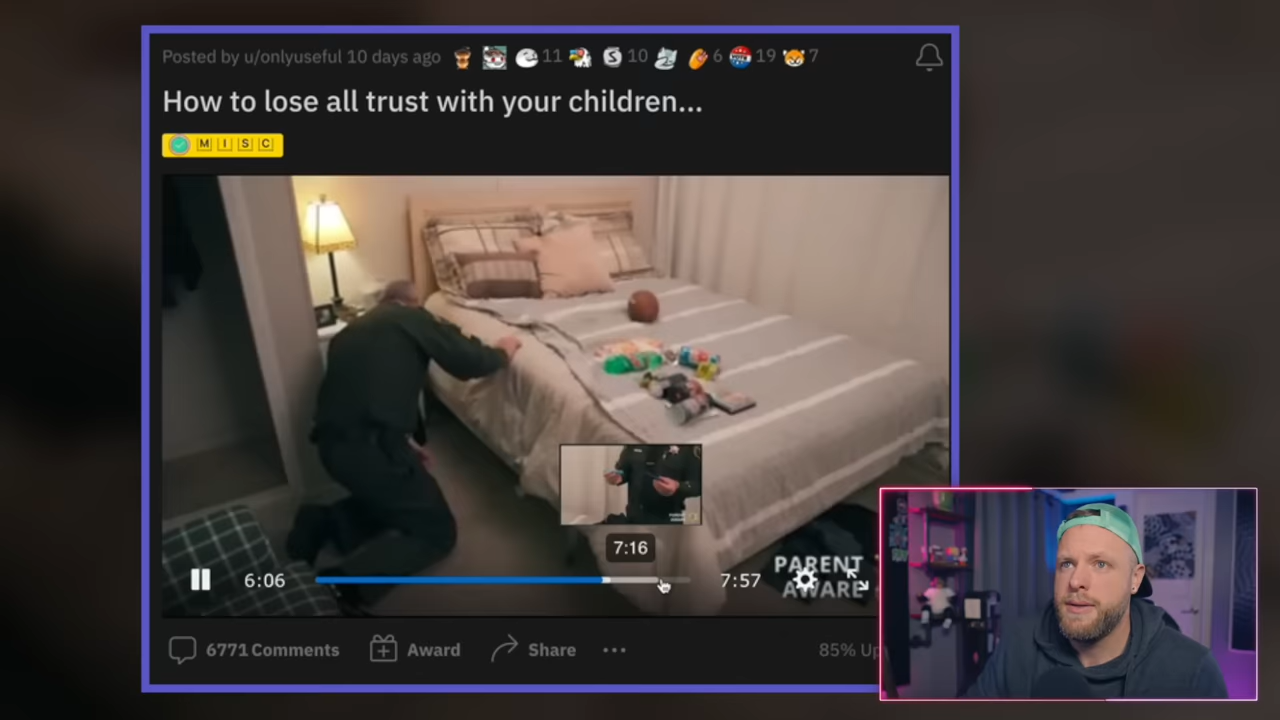 Posted by u/onlyuseful 10 days ago 11 10 6 19 7
How to lose all trust with your children...
MISC
7:16
6:06
7:57
PARENT
AWARE
6771 Comments Award Share ••• 85% Up